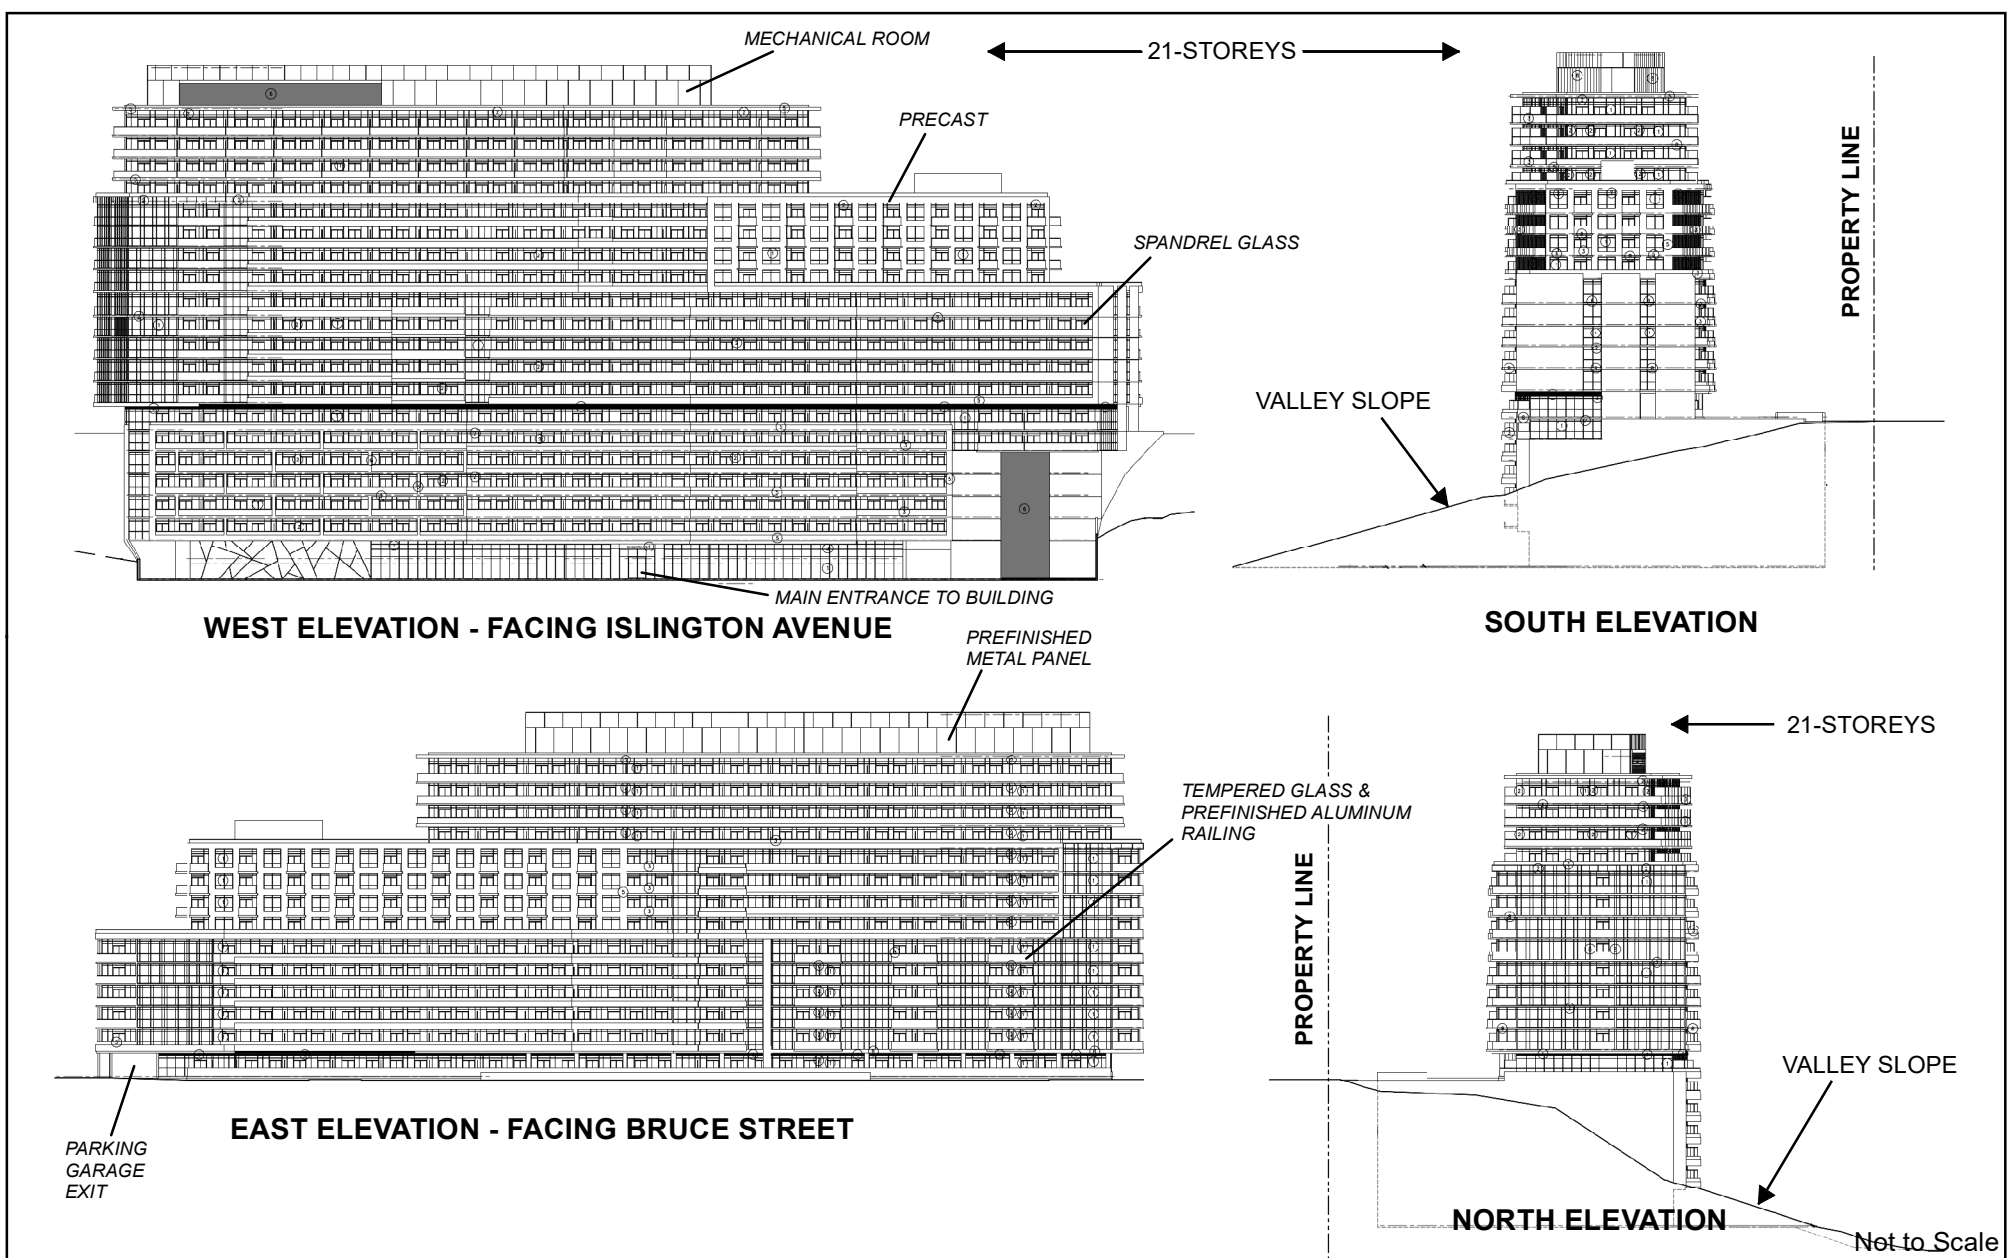 MECHANICAL ROOM
21-STOREYS
PRECAST
SPANDREL GLASS
PROPERTY LINE
VALLEY SLOPE
MAIN ENTRANCE TO BUILDING
WEST ELEVATION - FACING ISLINGTON AVENUE
SOUTH ELEVATION
PREFINISHED
METAL PANEL
21-STOREYS
TEMPERED GLASS &
PREFINISHED ALUMINUM
RAILING
PROPERTY LINE
VALLEY SLOPE
EAST ELEVATION - FACING BRUCE STREET
PARKING
GARAGE
EXIT
NORTH ELEVATION
Not to Scale